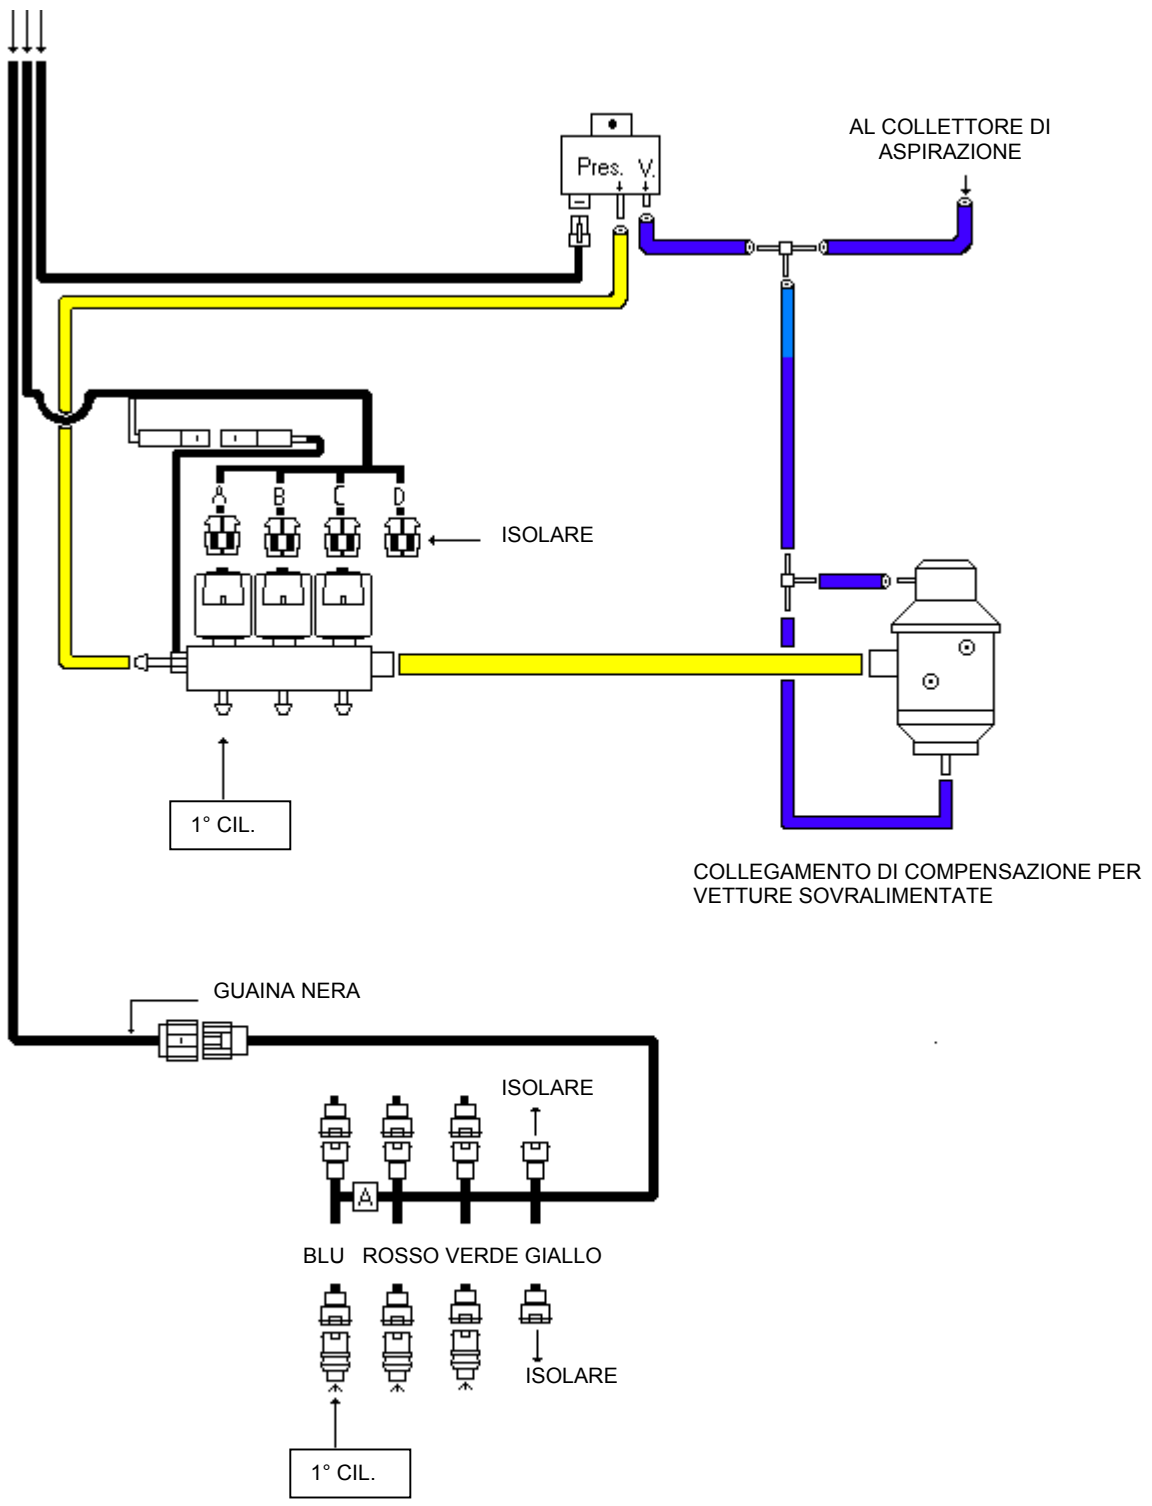 AL COLLETTORE DI
ASPIRAZIONE
Pres. V.
A B C D
ISOLARE
1° CIL.
COLLEGAMENTO DI COMPENSAZIONE PER
VETTURE SOVRALIMENTATE
GUAINA NERA
ISOLARE
A
BLU ROSSO VERDE GIALLO
ISOLARE
1° CIL.